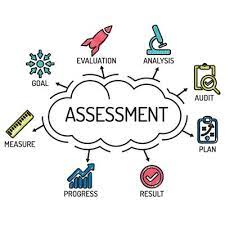 EVALUATION
ANALYSIS
GOAL
AUDIT
ASSESSMENT
MEASURE
PLAN
PROGRESS
RESULT